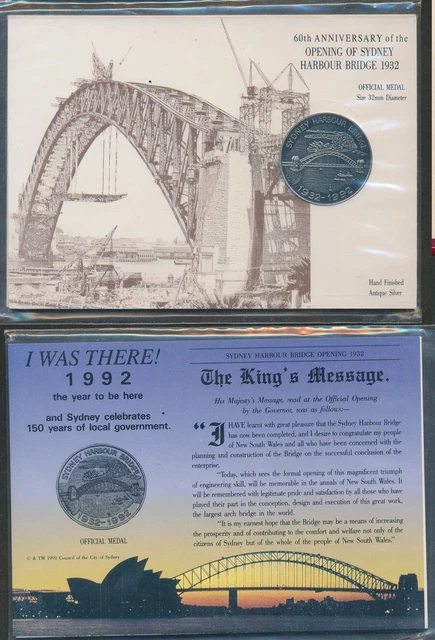 60th ANNIVERSARY of the
OPENING OF SYDNEY
HARBOUR BRIDGE 1932
OFFICIAL MEDAL
Size 32mm Diameter
SYDNEY HARBOUR BRIDGE
1932-1992
Hand Finished
Antique Silver
I WAS THERE!
1992
the year to be here
and Sydney celebrates
150 years of local government.
SYDNEY HARBOUR BRIDGE
1932-1992
OFFICIAL MEDAL
© & TM 1991 Council of the City of Sydney
SYDNEY HARBOUR BRIDGE OPENING 1932
The King's Message.
His Majesty's Message, read at the Official Opening
by the Governor, was as follows:—
"I HAVE learnt with great pleasure that the Sydney Harbour Bridge
has now been completed, and I desire to congratulate my people
of New South Wales and all who have been concerned with the
planning and construction of the Bridge on the successful conclusion of the
enterprise.
"Today, which sees the formal opening of this magnificent triumph
of engineering skill, will be memorable in the annals of New South Wales. It
will be remembered with legitimate pride and satisfaction by all those who have
played their part in the conception, design and execution of this great work,
the largest arch bridge in the world.
"It is my earnest hope that the Bridge may be a means of increasing
the prosperity and of contributing to the comfort and welfare not only of the
citizens of Sydney but the whole of the people of New South Wales."